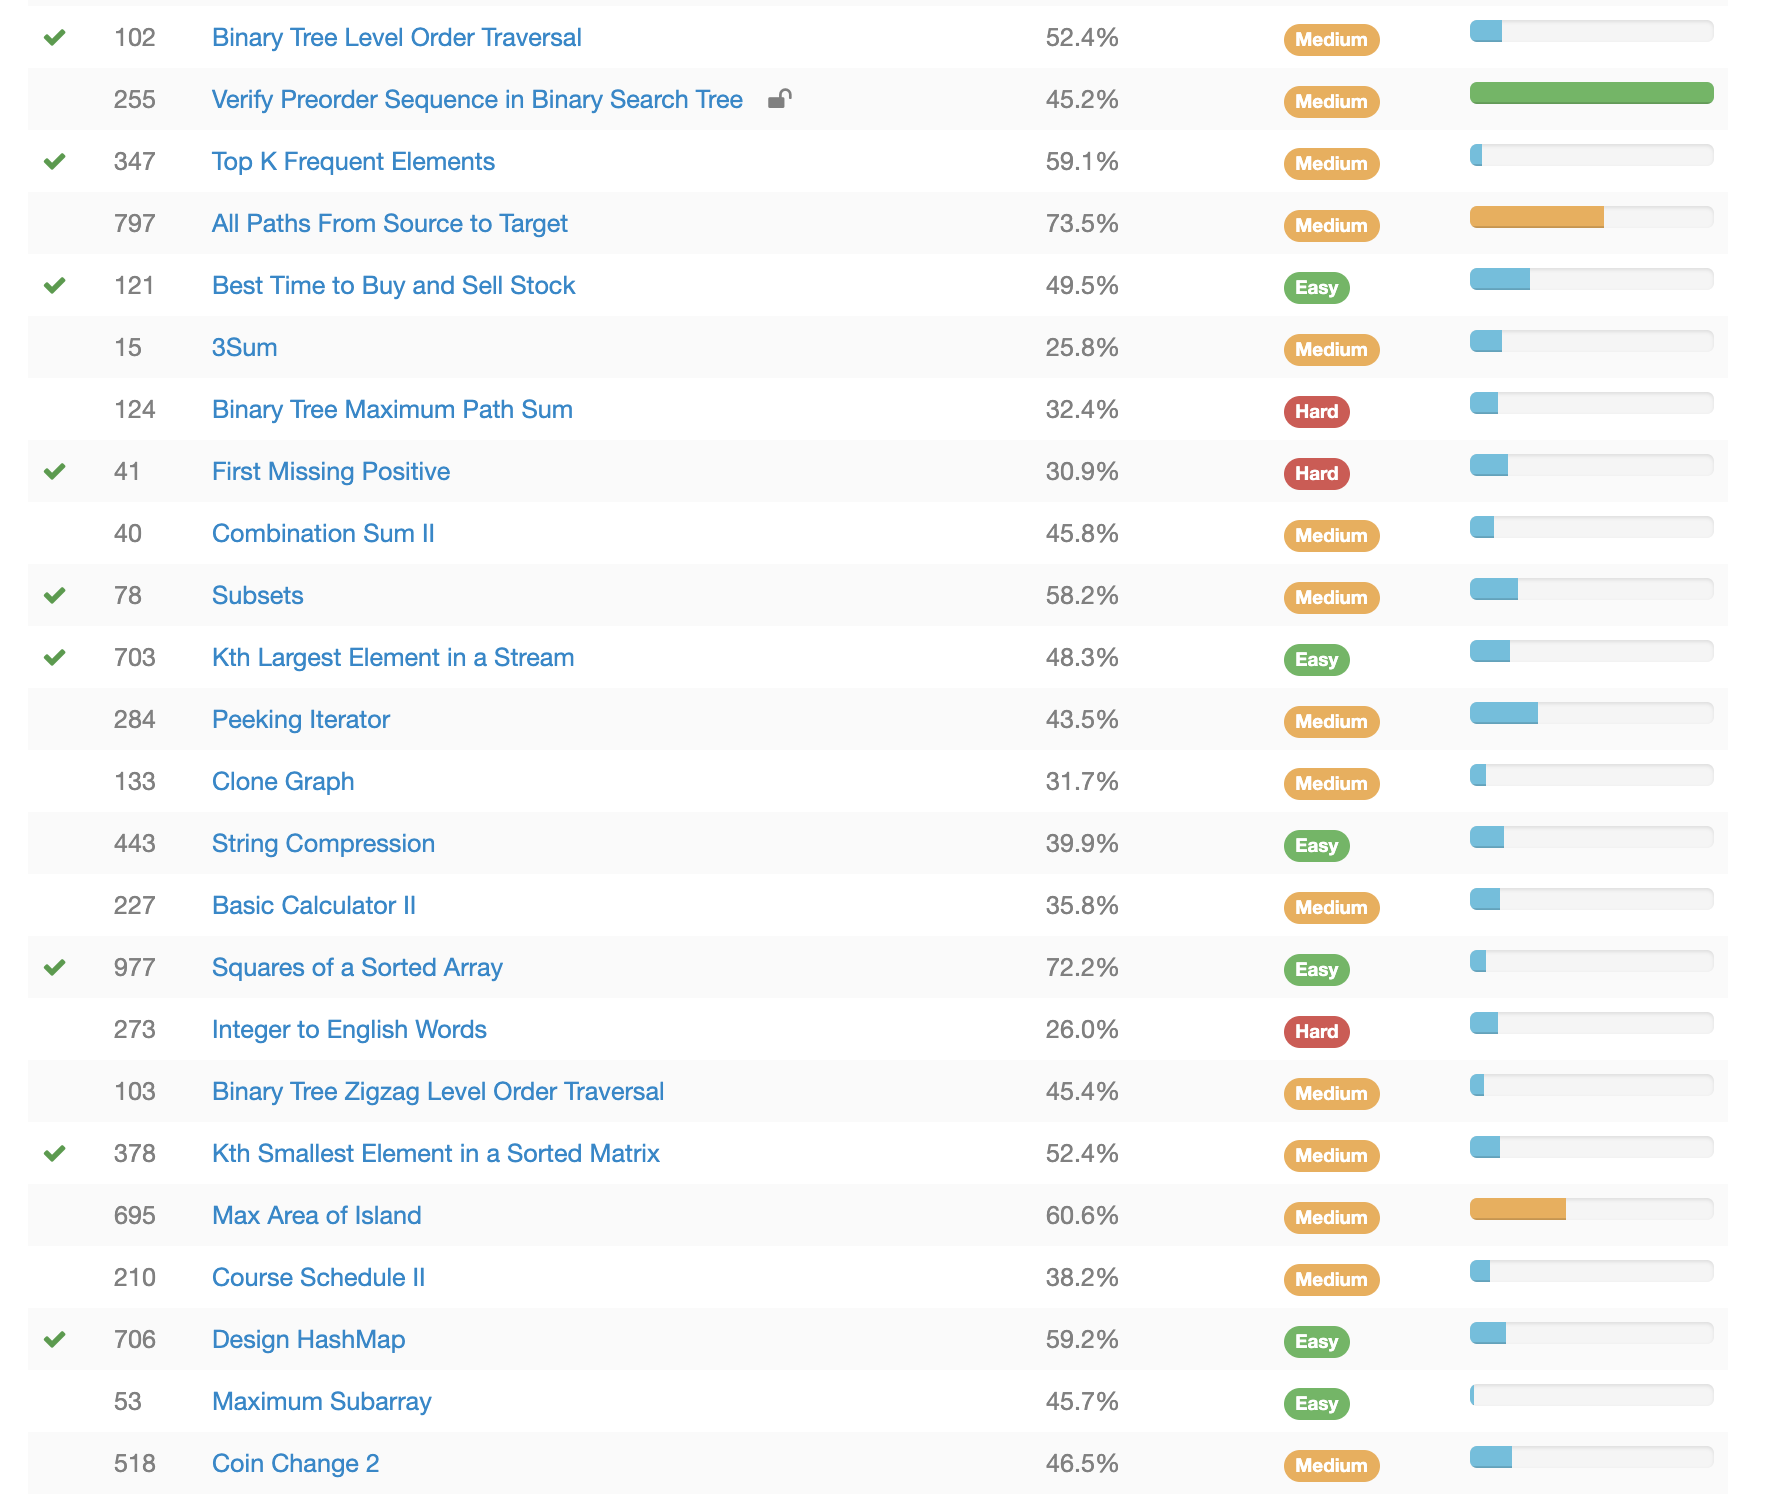 102 Binary Tree Level Order Traversal 52.4% Medium
255 Verify Preorder Sequence in Binary Search Tree 45.2% Medium
347 Top K Frequent Elements 59.1% Medium
797 All Paths From Source to Target 73.5% Medium
121 Best Time to Buy and Sell Stock 49.5% Easy
15 3Sum 25.8% Medium
124 Binary Tree Maximum Path Sum 32.4% Hard
41 First Missing Positive 30.9% Hard
40 Combination Sum II 45.8% Medium
78 Subsets 58.2% Medium
703 Kth Largest Element in a Stream 48.3% Easy
284 Peeking Iterator 43.5% Medium
133 Clone Graph 31.7% Medium
443 String Compression 39.9% Easy
227 Basic Calculator II 35.8% Medium
977 Squares of a Sorted Array 72.2% Easy
273 Integer to English Words 26.0% Hard
103 Binary Tree Zigzag Level Order Traversal 45.4% Medium
378 Kth Smallest Element in a Sorted Matrix 52.4% Medium
695 Max Area of Island 60.6% Medium
210 Course Schedule II 38.2% Medium
706 Design HashMap 59.2% Easy
53 Maximum Subarray 45.7% Easy
518 Coin Change 2 46.5% Medium